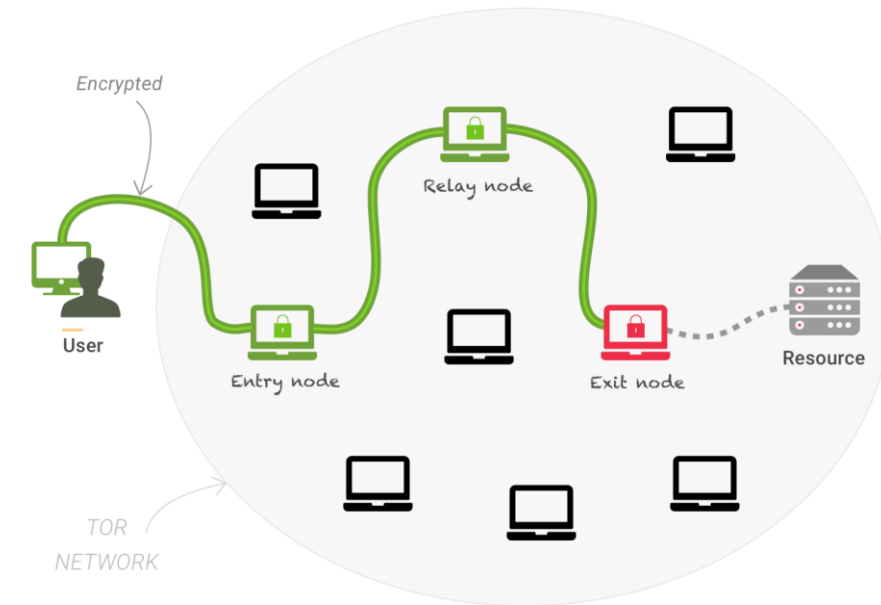 Encrypted
Relay node
User
Entry node
Exit node
Resource
TOR
NETWORK